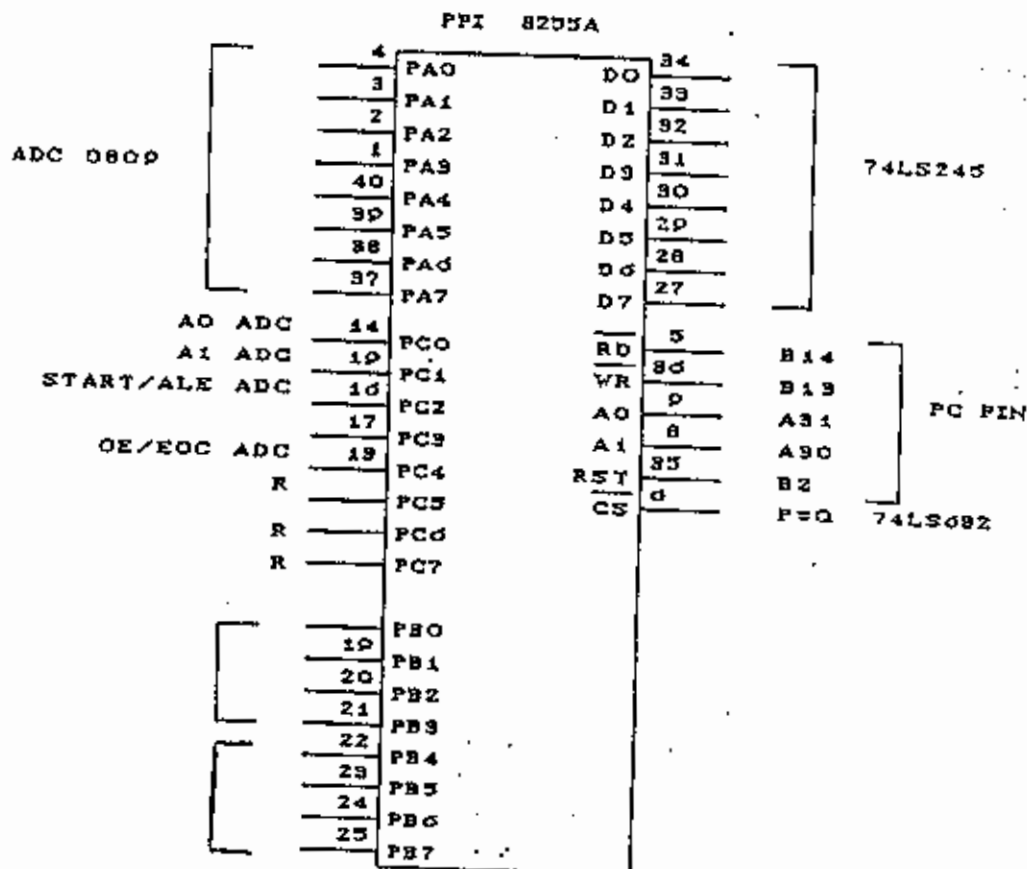 PPI 8255A
4 PA0 D0 34
3 PA1 D1 33
2 PA2 D2 32
ADC 0809 1 PA3 D3 31 74LS245
40 PA4 D4 30
39 PA5 D5 29
38 PA6 D6 28
37 PA7 D7 27
A0 ADC 14 PC0 RD 5 B14
A1 ADC 19 PC1 WR 36 B13
START/ALE ADC 16 PC2 A0 9 A31 PC PIN
17 PC3 A1 8 A30
OE/EOC ADC 13 PC4 RST 35 B2
R PC5 CS 6 P=Q 74LS682
R PC6
R PC7
PB0
19 PB1
20 PB2
21 PB3
22 PB4
23 PB5
24 PB6
25 PB7